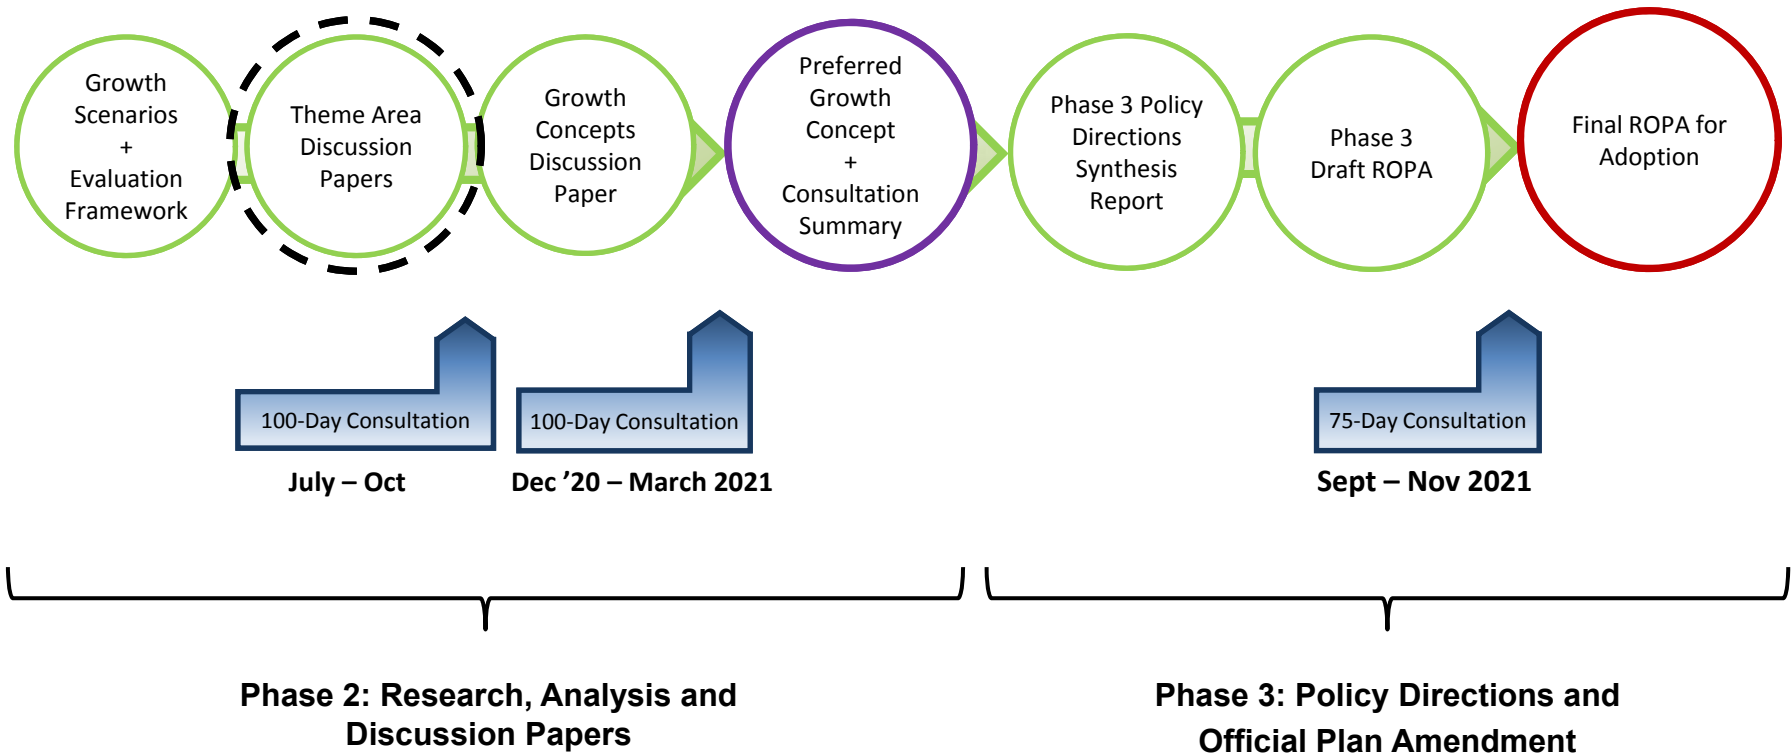 Growth
Scenarios
+
Evaluation
Framework
Theme Area
Discussion
Papers
Growth
Concepts
Discussion
Paper
Preferred
Growth
Concept
+
Consultation
Summary
Phase 3 Policy
Directions
Synthesis
Report
Phase 3
Draft ROPA
Final ROPA for
Adoption
100-Day Consultation
100-Day Consultation
75-Day Consultation
July – Oct
Dec ’20 – March 2021
Sept – Nov 2021
Phase 2: Research, Analysis and
Discussion Papers
Phase 3: Policy Directions and
Official Plan Amendment